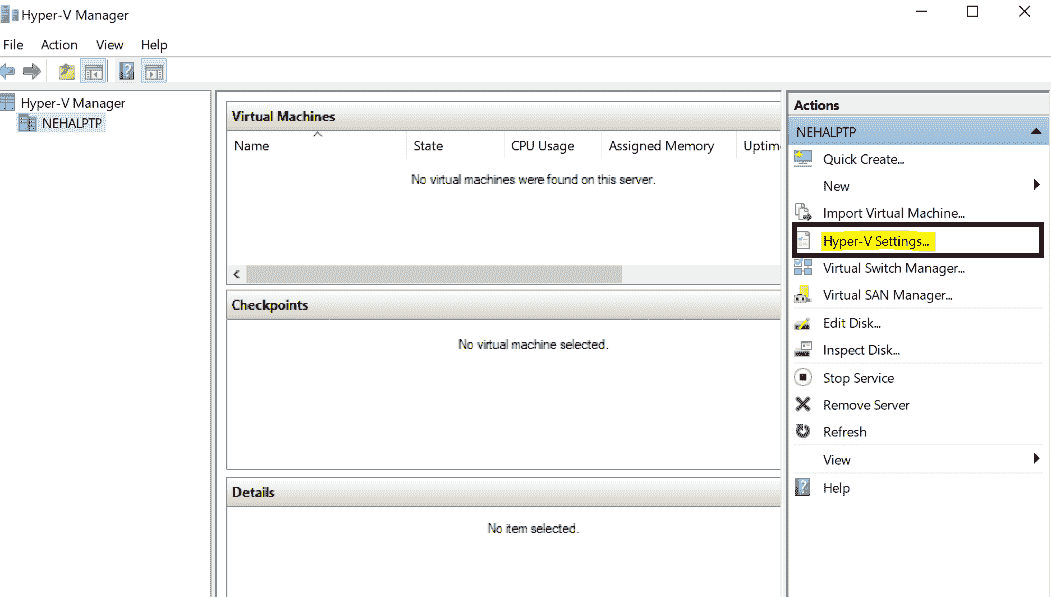 Hyper-V Manager
File Action View Help
Hyper-V Manager
NEHALPTP
Virtual Machines
Name State CPU Usage Assigned Memory Uptim
No virtual machines were found on this server.
Checkpoints
No virtual machine selected.
Details
No item selected.
Actions
NEHALPTP
Quick Create...
New
Import Virtual Machine...
Hyper-V Settings...
Virtual Switch Manager...
Virtual SAN Manager...
Edit Disk...
Inspect Disk...
Stop Service
Remove Server
Refresh
View
Help